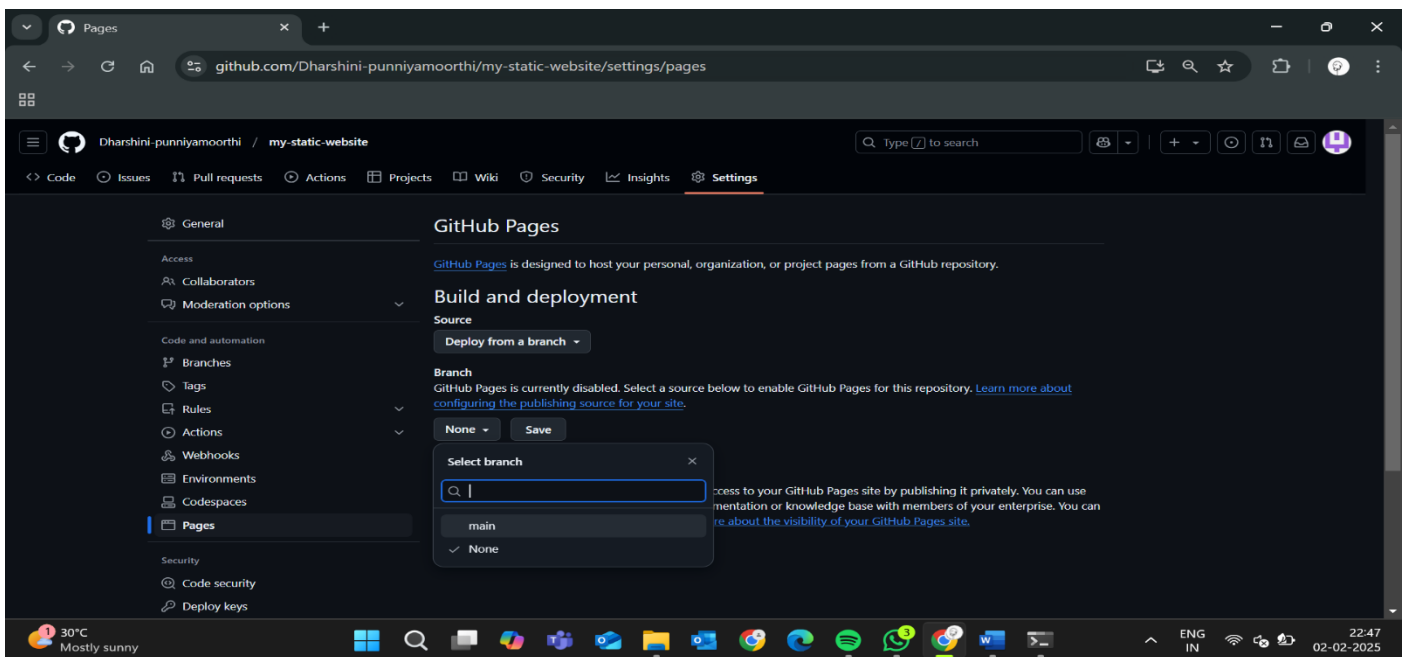 Pages
github.com/Dharshini-punniyamoorthi/my-static-website/settings/pages
Dharshini-punniyamoorthi / my-static-website
Type / to search
Code Issues Pull requests Actions Projects Wiki Security Insights Settings
General
Access
Collaborators
Moderation options
Code and automation
Branches
Tags
Rules
Actions
Webhooks
Environments
Codespaces
Pages
Security
Code security
Deploy keys
GitHub Pages
GitHub Pages is designed to host your personal, organization, or project pages from a GitHub repository.
Build and deployment
Source
Deploy from a branch
Branch
GitHub Pages is currently disabled. Select a source below to enable GitHub Pages for this repository. Learn more about
configuring the publishing source for your site.
None Save
Select branch
main
None
ccess to your GitHub Pages site by publishing it privately. You can use
mentation or knowledge base with members of your enterprise. You can
re about the visibility of your GitHub Pages site.
1
30°C
Mostly sunny
3
ENG
IN
22:47
02-02-2025